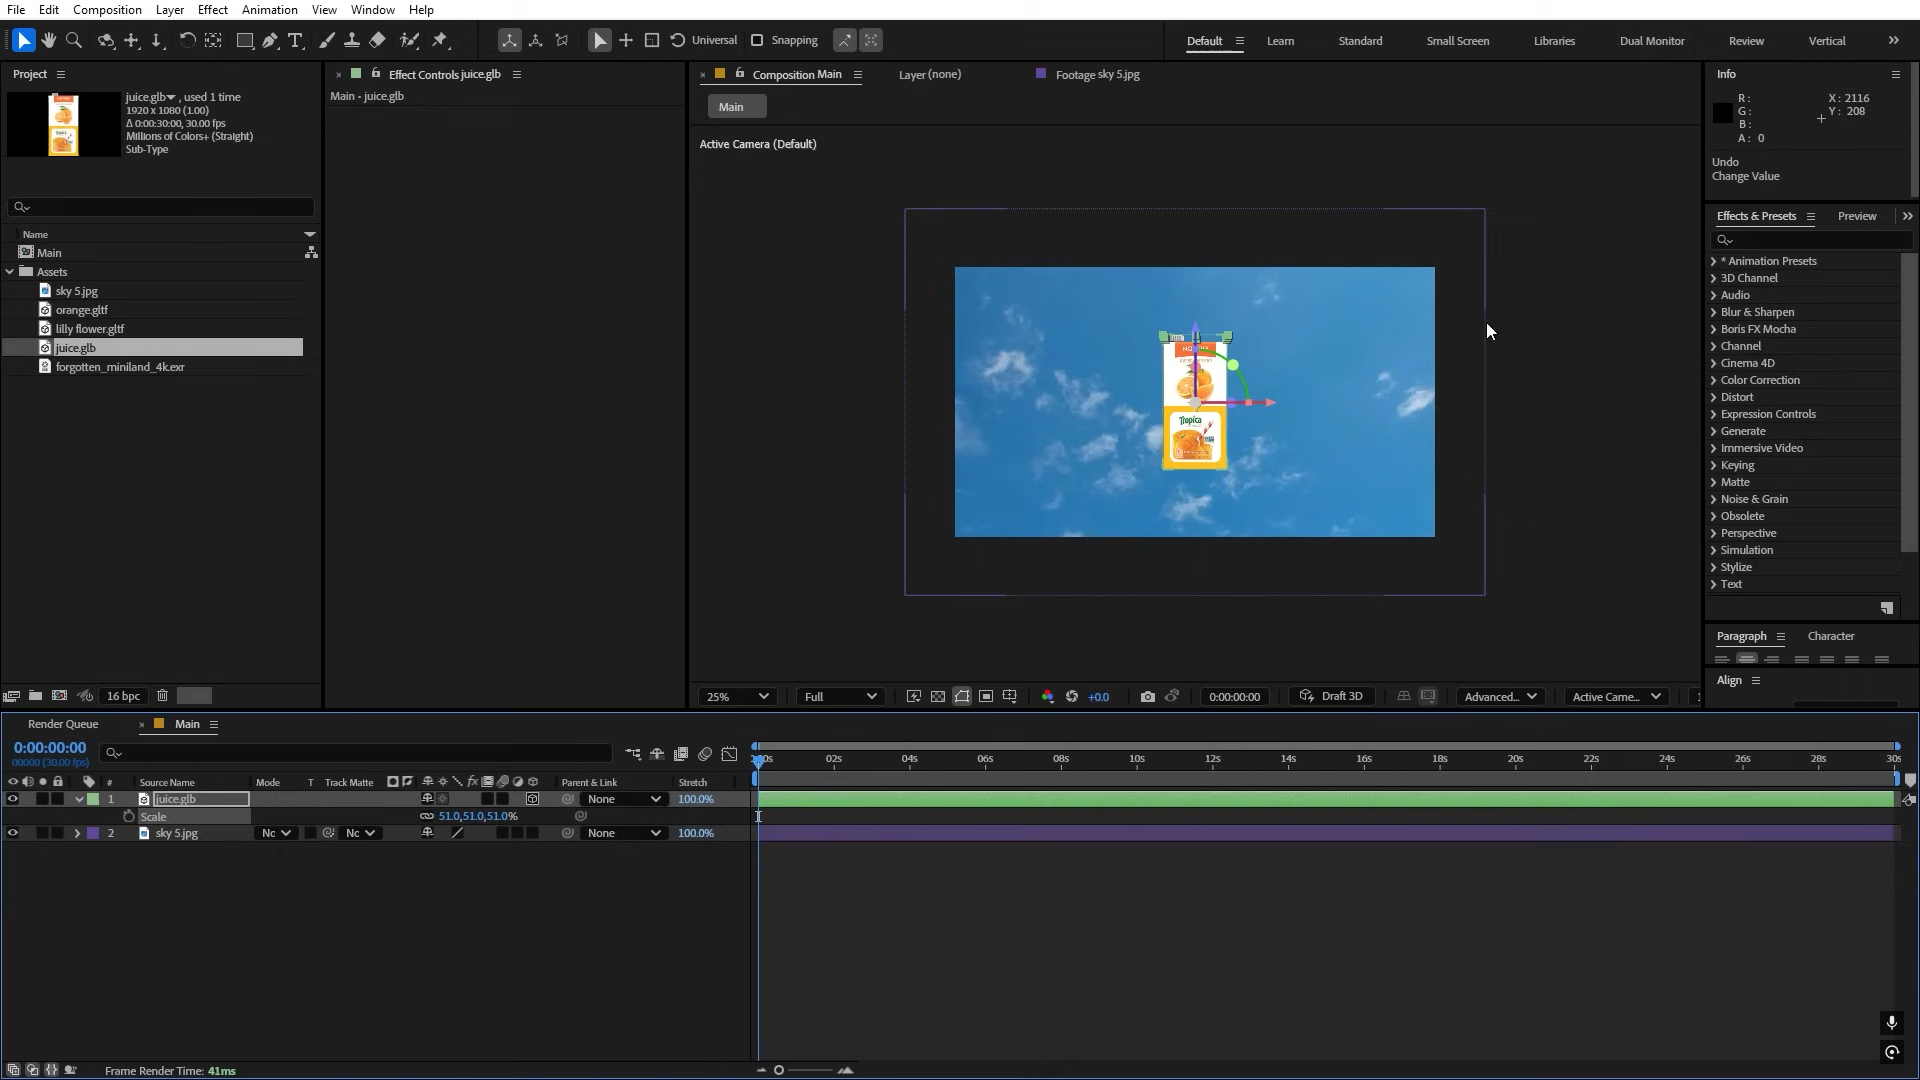 File Edit Composition Layer Effect Animation View Window Help
Universal Snapping Default Learn Standard Small Screen Libraries Dual Monitor Review Vertical
Project
juice.glb , used 1 time
1920 x 1080 (1.00)
Δ 0:00:30:00, 30.00 fps
Millions of Colors+ (Straight)
Sub-Type
Name
Main
Assets
sky 5.jpg
orange.gltf
lilly flower.gltf
juice.glb
forgotten_miniland_4k.exr
16 bpc
Effect Controls juice.glb
Main • juice.glb
Composition Main Layer (none) Footage sky 5.jpg
Main
Active Camera (Default)
Tropica
25% Full +0.0 0:00:00:00 Draft 3D Advanced... Active Came...
Info
R: X: 2116
G: Y: 208
B:
A: 0
Undo
Change Value
Effects & Presets Preview
* Animation Presets
3D Channel
Audio
Blur & Sharpen
Boris FX Mocha
Channel
Cinema 4D
Color Correction
Distort
Expression Controls
Generate
Immersive Video
Keying
Matte
Noise & Grain
Obsolete
Perspective
Simulation
Stylize
Text
Paragraph Character
Align
Render Queue Main
0:00:00:00
00000 (30.00 fps)
# Source Name Mode T Track Matte fx Parent & Link Stretch
:00s 02s 04s 06s 08s 10s 12s 14s 16s 18s 20s 22s 24s 26s 28s 30s
1 juice.glb None 100.0%
Scale 51.0,51.0,51.0%
2 sky 5.jpg Nc Nc None 100.0%
Frame Render Time: 41ms